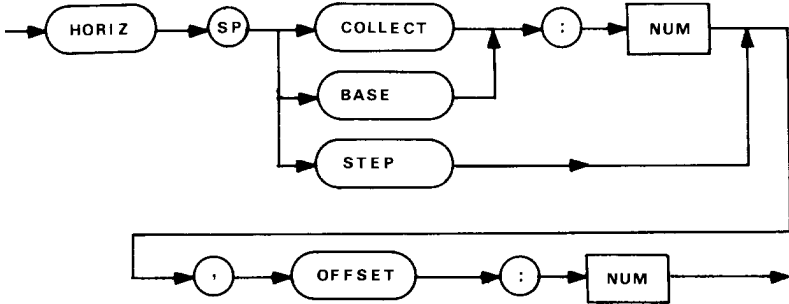 HORIZ SP COLLECT : NUM
BASE
STEP
, OFFSET : NUM